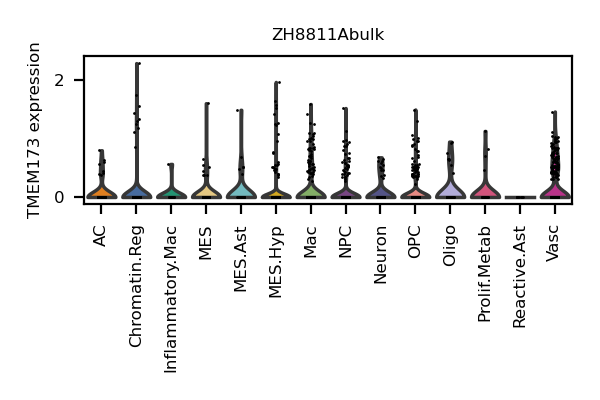 ZH8811Abulk
TMEM173 expression
2
0
AC
Chromatin.Reg
Inflammatory.Mac
MES
MES.Ast
MES.Hyp
Mac
NPC
Neuron
OPC
Oligo
Prolif.Metab
Reactive.Ast
Vasc